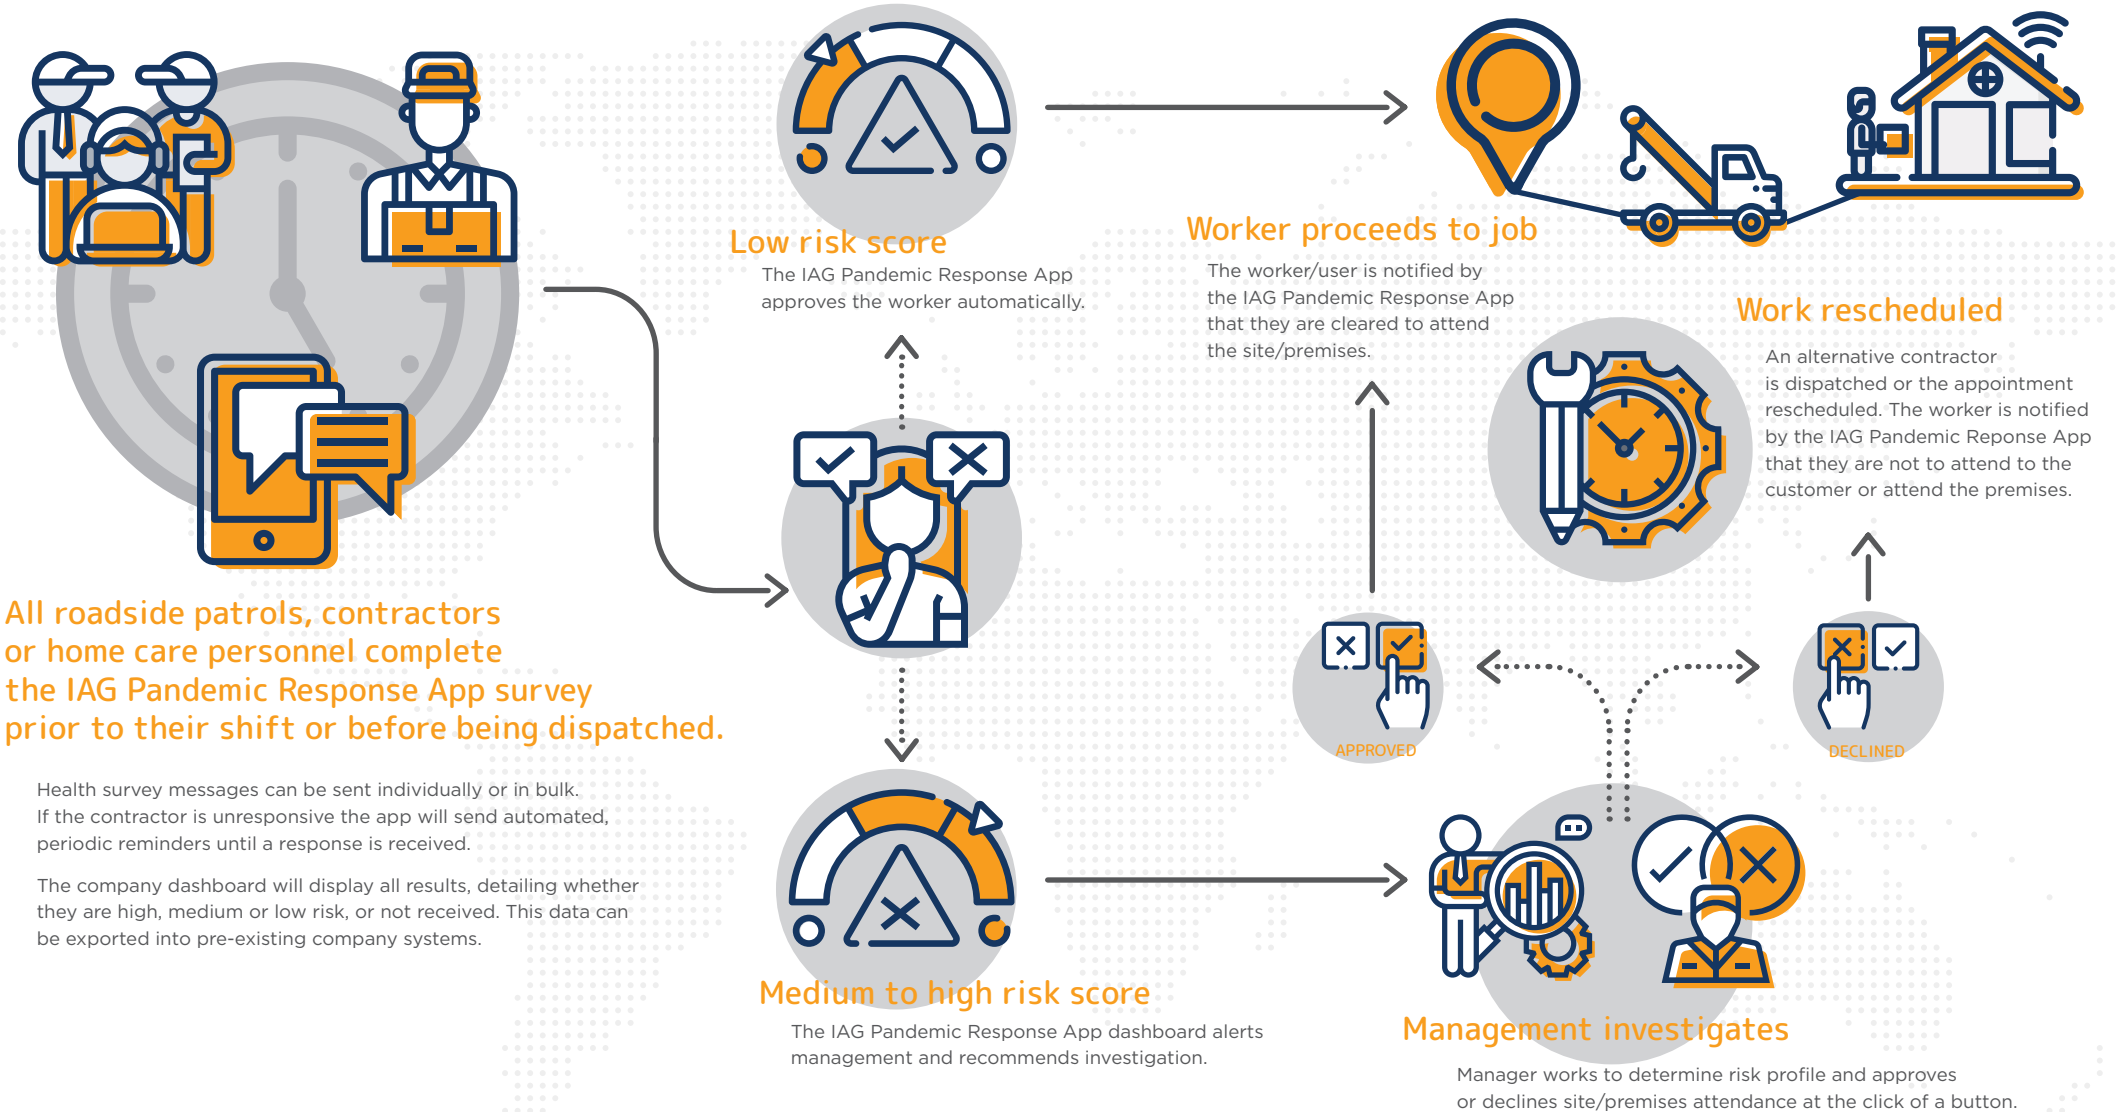 All roadside patrols, contractors
or home care personnel complete
the IAG Pandemic Response App survey
prior to their shift or before being dispatched.
Health survey messages can be sent individually or in bulk.
If the contractor is unresponsive the app will send automated,
periodic reminders until a response is received.
The company dashboard will display all results, detailing whether
they are high, medium or low risk, or not received. This data can
be exported into pre-existing company systems.
Low risk score
The IAG Pandemic Response App
approves the worker automatically.
Medium to high risk score
The IAG Pandemic Response App dashboard alerts
management and recommends investigation.
Worker proceeds to job
The worker/user is notified by
the IAG Pandemic Response App
that they are cleared to attend
the site/premises.
Work rescheduled
An alternative contractor
is dispatched or the appointment
rescheduled. The worker is notified
by the IAG Pandemic Reponse App
that they are not to attend to the
customer or attend the premises.
APPROVED
DECLINED
Management investigates
Manager works to determine risk profile and approves
or declines site/premises attendance at the click of a button.